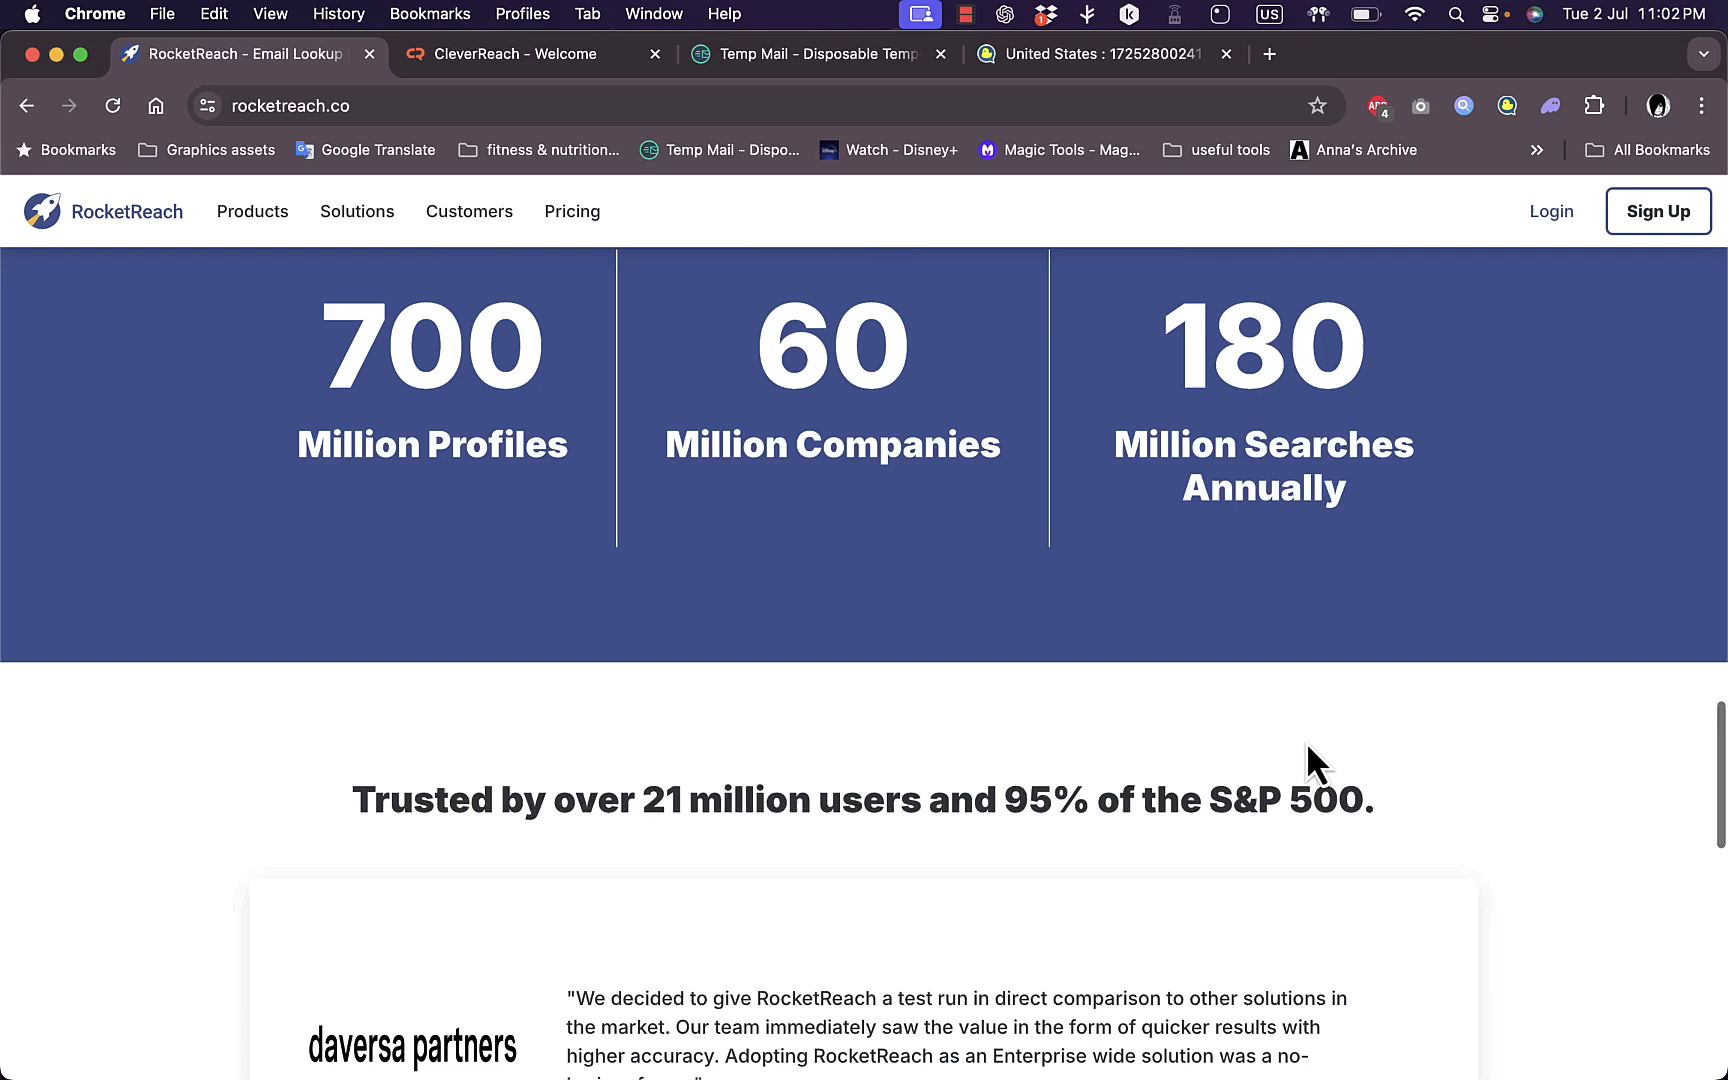 Chrome File Edit View History Bookmarks Profiles Tab Window Help US Tue 2 Jul 11:02 PM
RocketReach - Email Lookup CleverReach - Welcome Temp Mail - Disposable Temp United States : 17252800241
rocketreach.co ABP 4
Bookmarks Graphics assets Google Translate fitness & nutrition... Temp Mail - Dispo... Watch - Disney+ Magic Tools - Mag... useful tools Anna's Archive All Bookmarks
RocketReach Products Solutions Customers Pricing Login Sign Up
700 60 180
Million Profiles Million Companies Million Searches
Annually
Trusted by over 21 million users and 95% of the S&P 500.
"We decided to give RocketReach a test run in direct comparison to other solutions in
the market. Our team immediately saw the value in the form of quicker results with
daversa partners
higher accuracy. Adopting RocketReach as an Enterprise wide solution was a no-